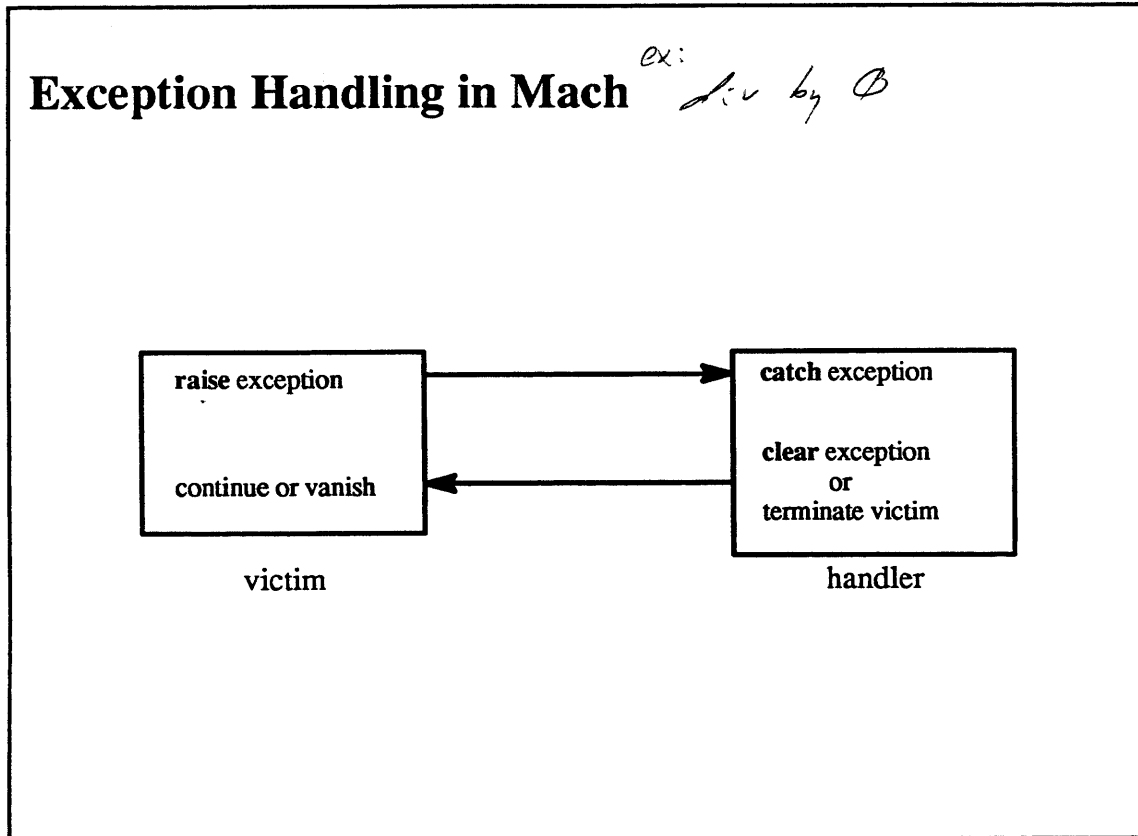 Exception Handling in Mach
ex:
div by Ø
raise exception
continue or vanish
victim
catch exception
clear exception
or
terminate victim
handler